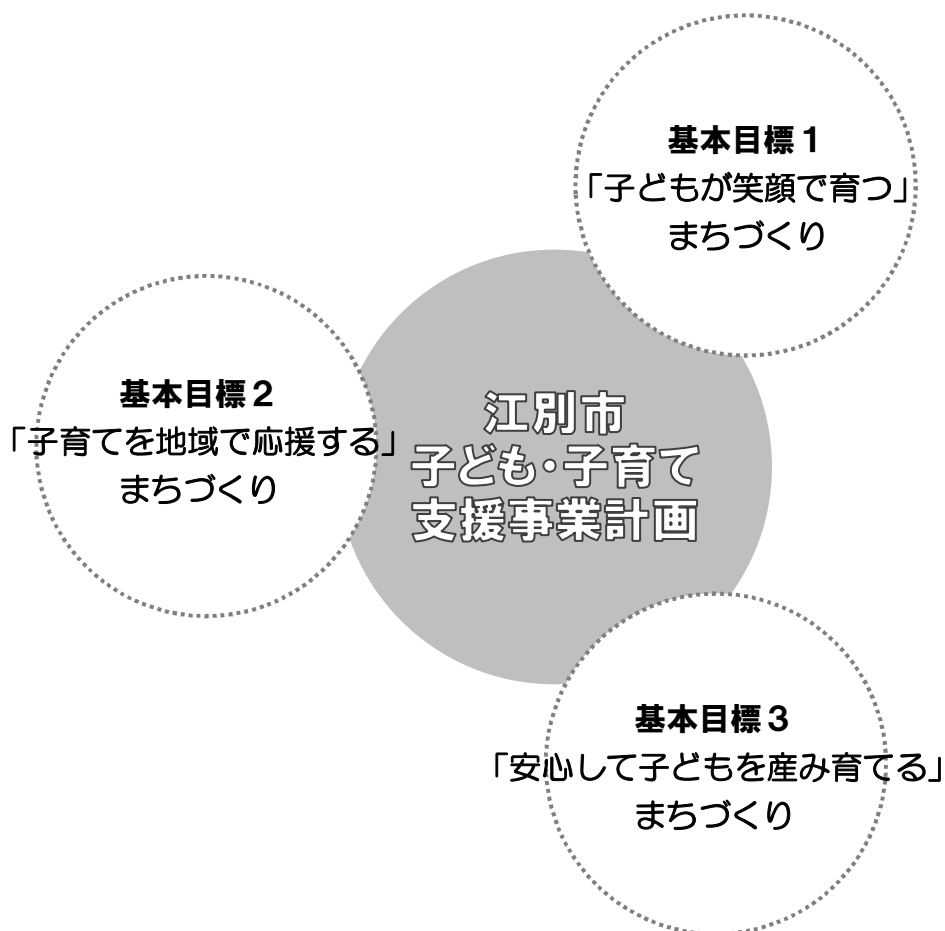 基本目標１
「子どもが笑顔で育つ」
まちづくり
基本目標２
「子育てを地域で応援する」
まちづくり
江別市
子ども・子育て
支援事業計画
基本目標３
「安心して子どもを産み育てる」
まちづくり